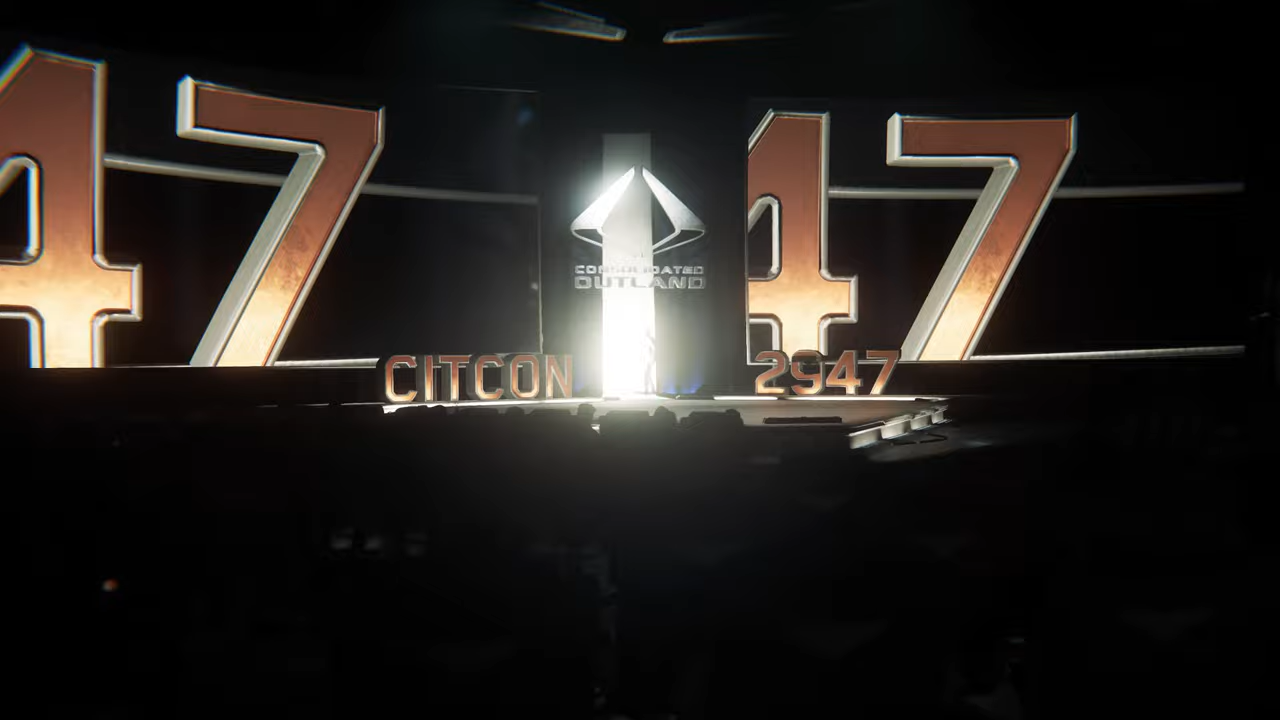 47
47
CONSOLIDATED
OUTLAND
CITCON
2947